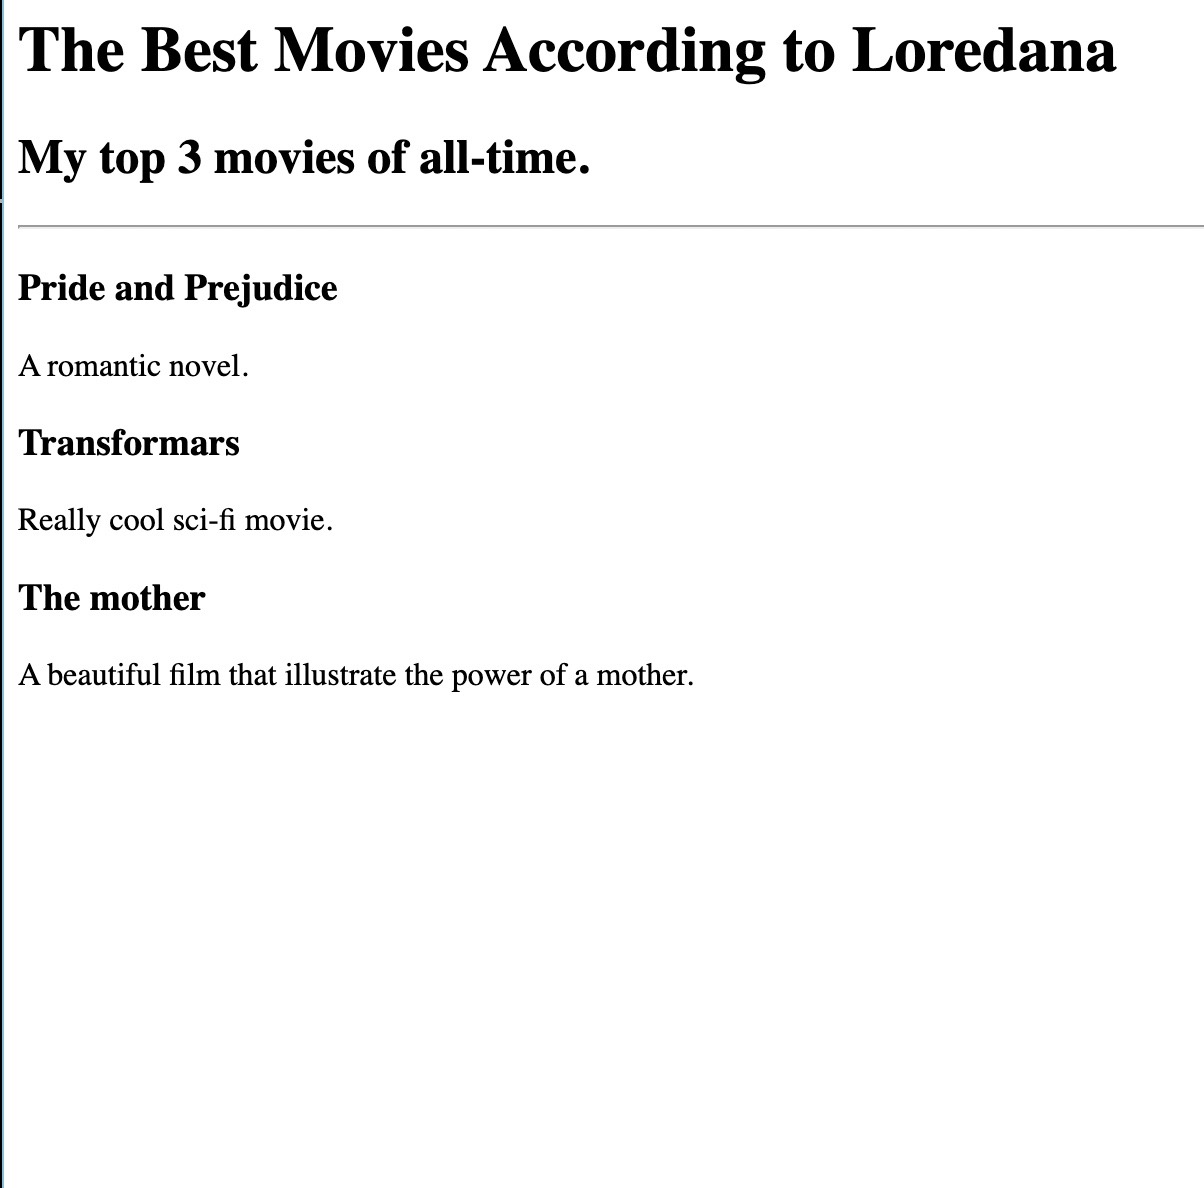 The Best Movies According to Loredana
My top 3 movies of all-time.
Pride and Prejudice
A romantic novel.
Transformars
Really cool sci-fi movie.
The mother
A beautiful film that illustrate the power of a mother.